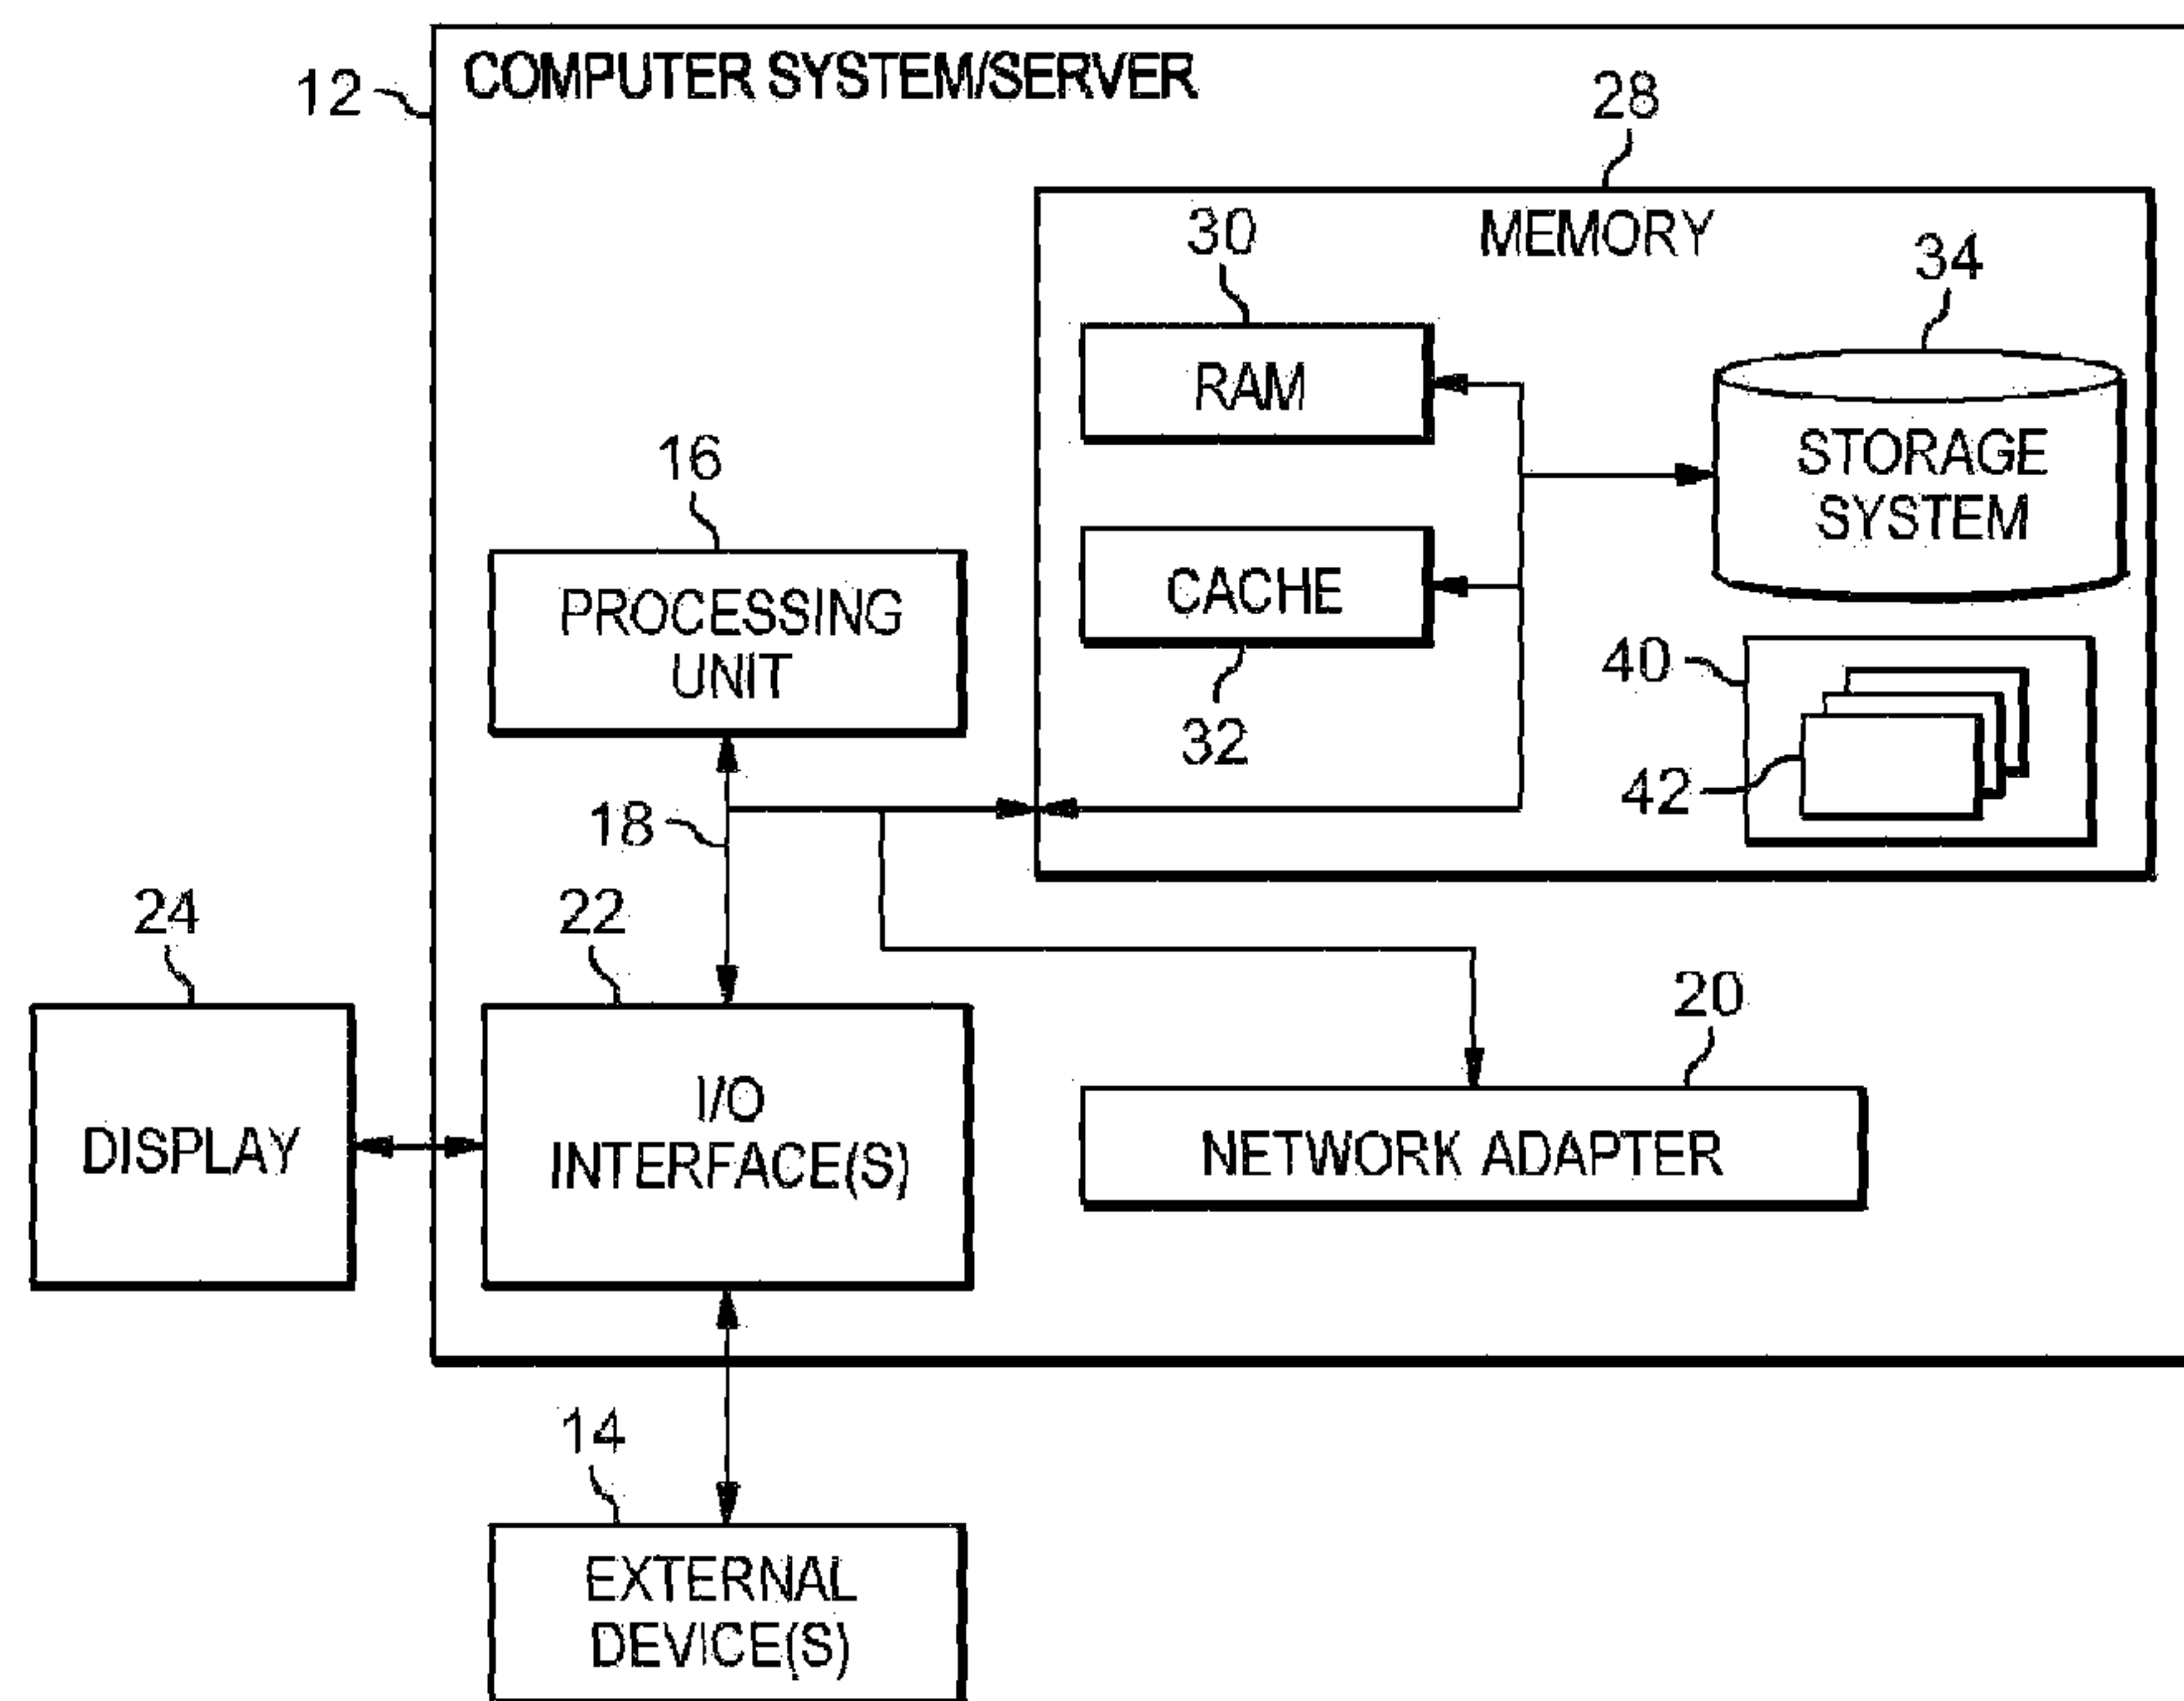 12
COMPUTER SYSTEM/SERVER
28
MEMORY
30
RAM
34
STORAGE
SYSTEM
16
PROCESSING
UNIT
CACHE
32
40
42
18
24
DISPLAY
22
I/O
INTERFACE(S)
20
NETWORK ADAPTER
14
EXTERNAL
DEVICE(S)